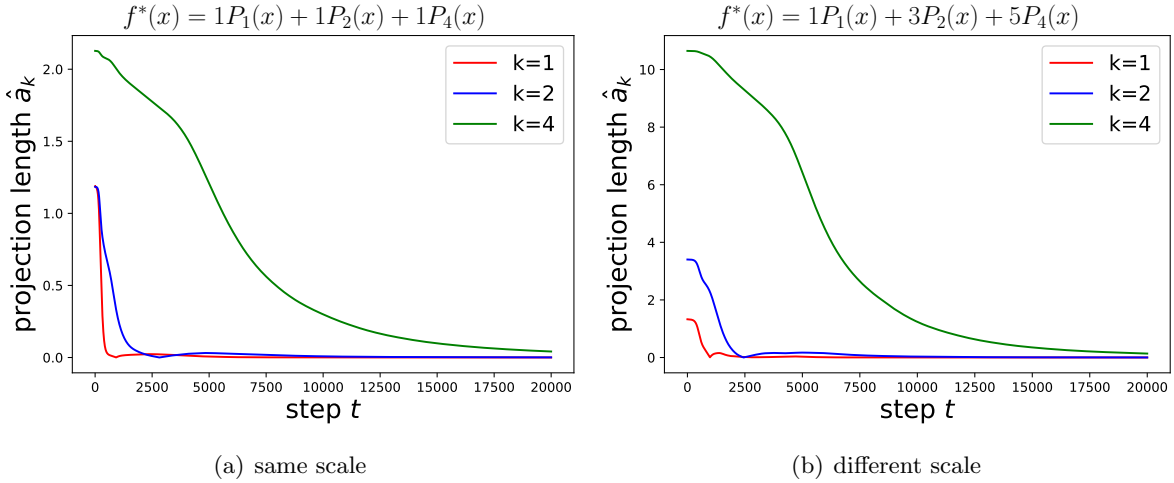 f*(x) = 1P₁(x) + 1P₂(x) + 1P₄(x)
projection length âₖ
2.0
1.5
1.0
0.5
0.0
k=1
k=2
k=4
0 2500 5000 7500 10000 12500 15000 17500 20000
step t
(a) same scale
f*(x) = 1P₁(x) + 3P₂(x) + 5P₄(x)
projection length âₖ
10
8
6
4
2
0
k=1
k=2
k=4
0 2500 5000 7500 10000 12500 15000 17500 20000
step t
(b) different scale